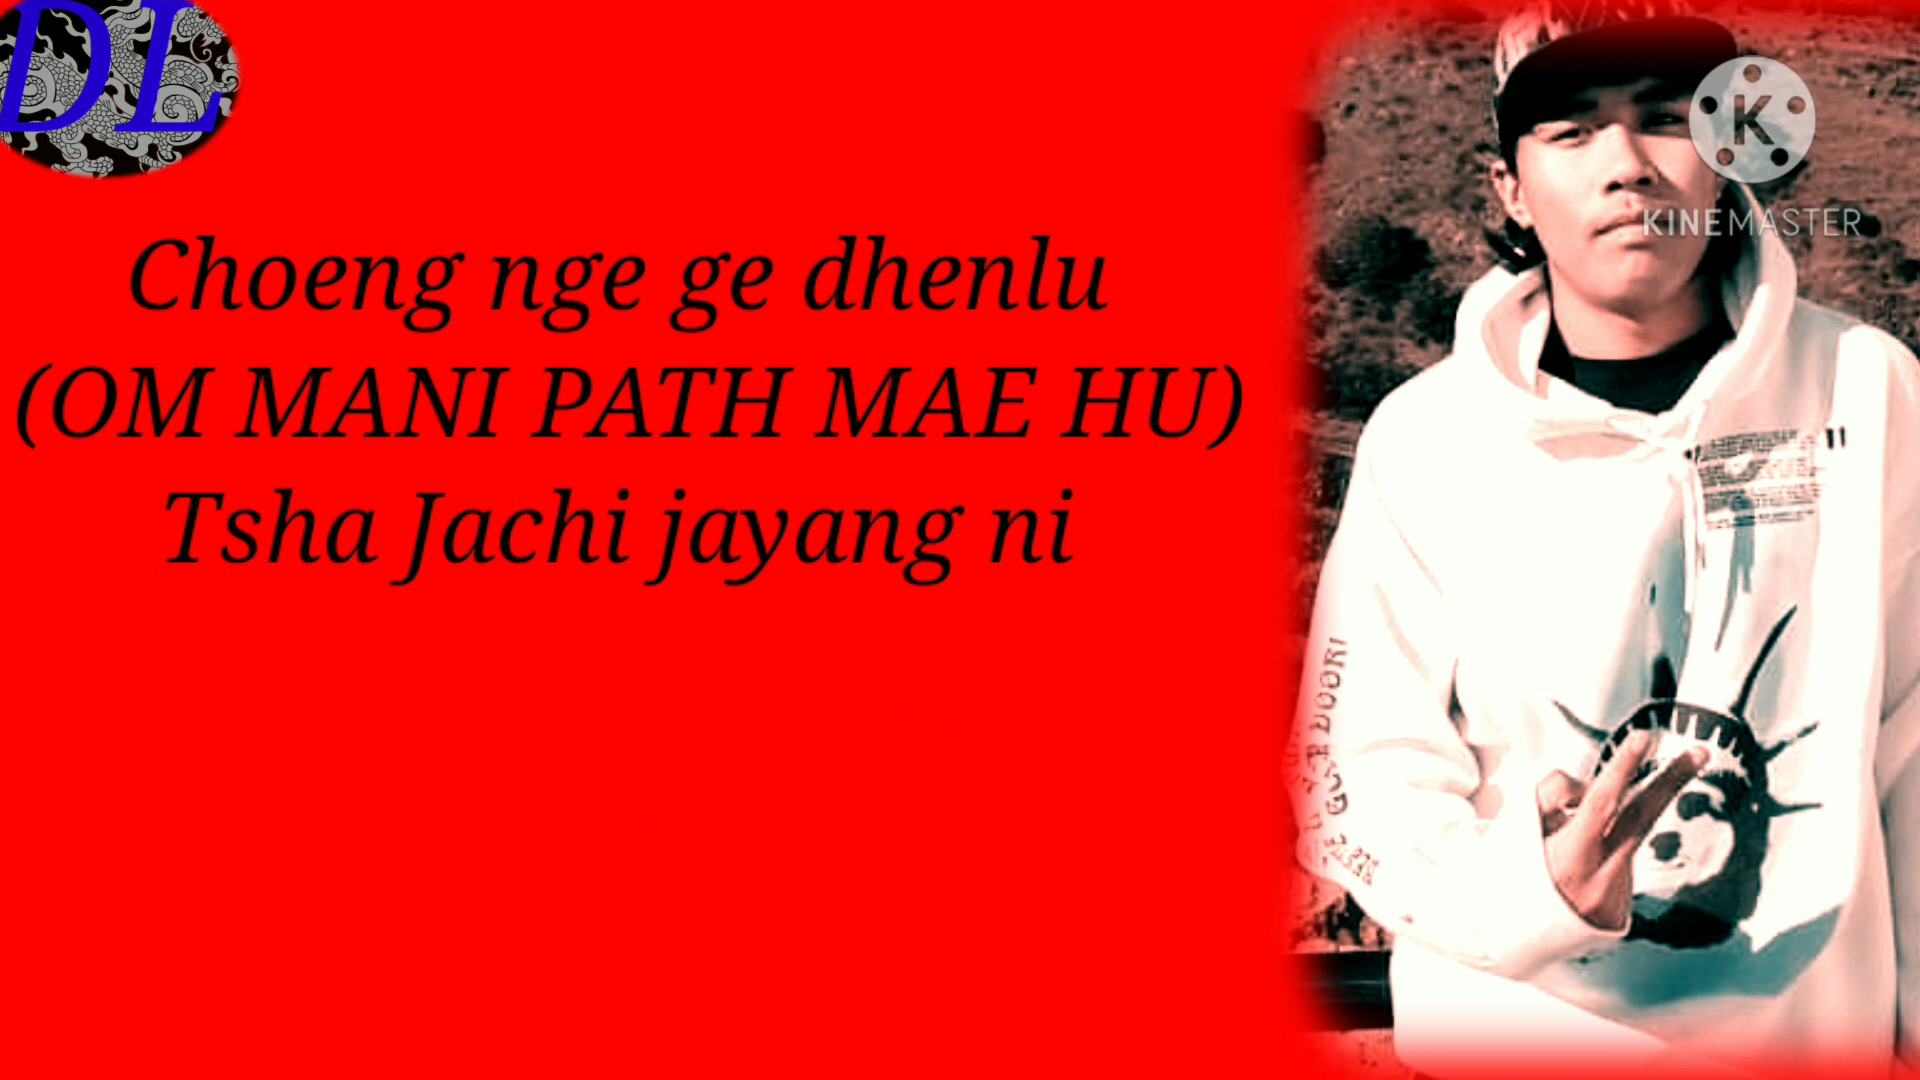 DL
Choeng nge ge dhenlu
(OM MANI PATH MAE HU)
Tsha Jachi jayang ni
K
KINEMASTER